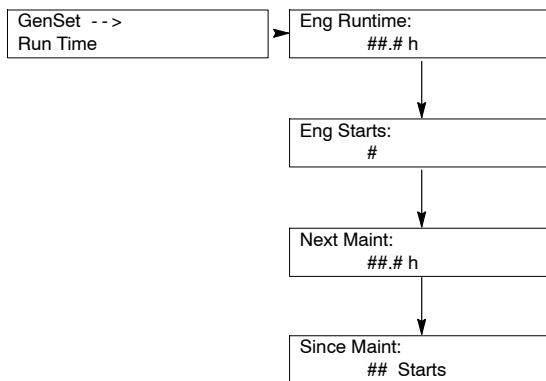 GenSet -->
Run Time
Eng Runtime:
##.# h
Eng Starts:
#
Next Maint:
##.# h
Since Maint:
## Starts